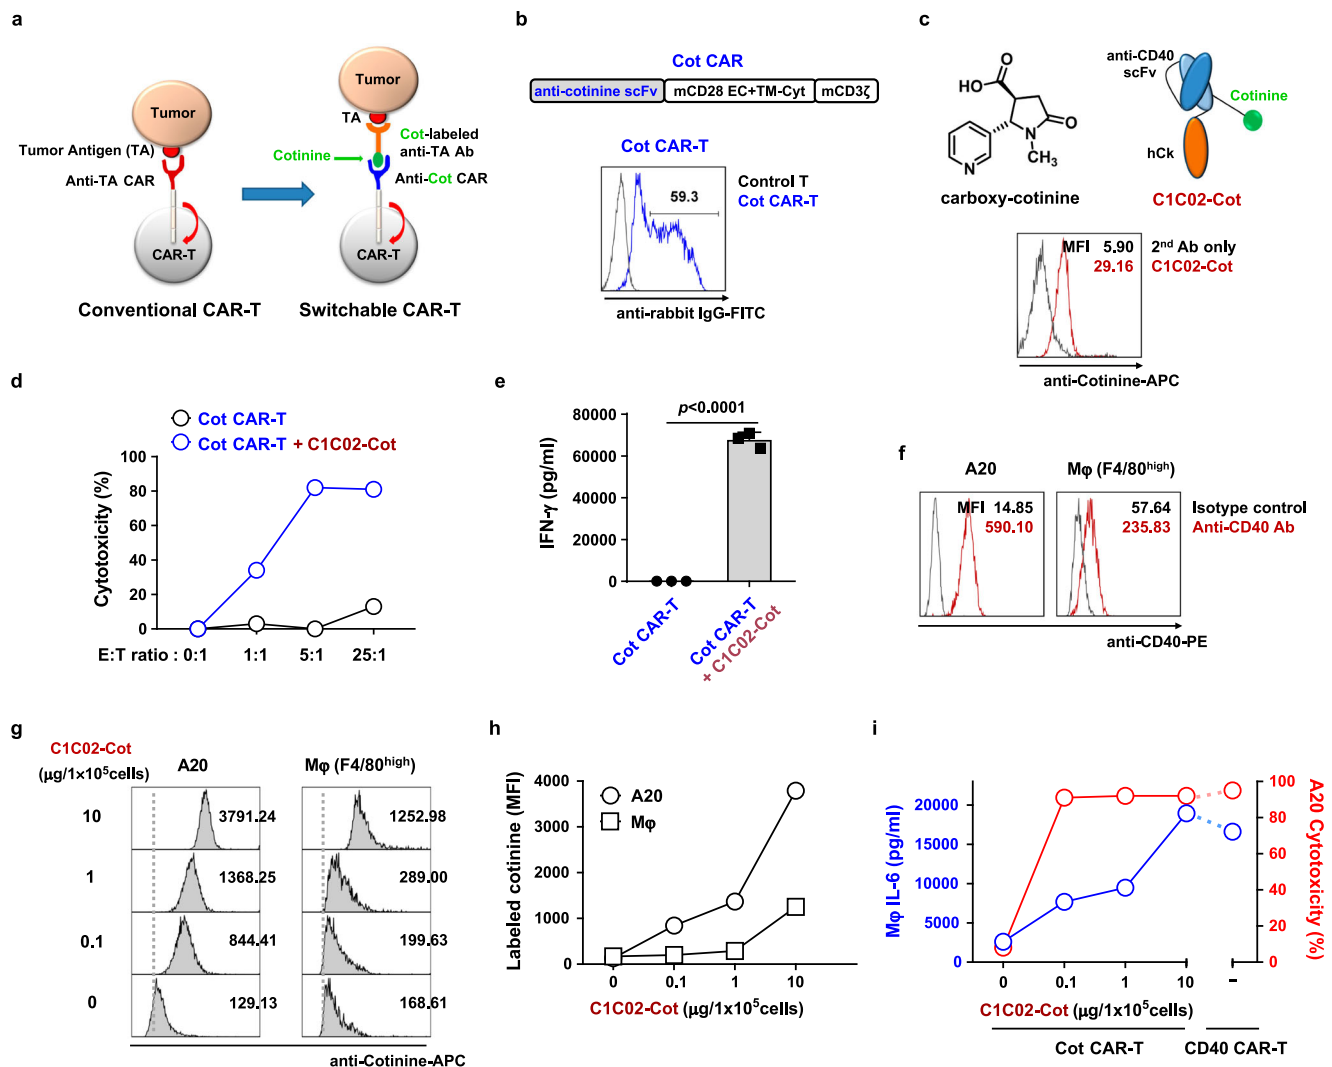 a
Tumor
Tumor Antigen (TA)
Anti-TA CAR
CAR-T
Conventional CAR-T
Tumor
TA
Cot-labeled
anti-TA Ab
Cotinine
Anti-Cot CAR
CAR-T
Switchable CAR-T
b
Cot CAR
anti-cotinine scFv mCD28 EC+TM-Cyt mCD3ζ
Cot CAR-T
59.3
Control T
Cot CAR-T
anti-rabbit IgG-FITC
c
HO
O
N
O
CH3
N
carboxy-cotinine
anti-CD40
scFv
Cotinine
hCk
C1C02-Cot
MFI 5.90 2nd Ab only
29.16 C1C02-Cot
anti-Cotinine-APC
d
Cot CAR-T
Cot CAR-T + C1C02-Cot
Cytotoxicity (%)
100
80
60
40
20
0
E:T ratio : 0:1 1:1 5:1 25:1
e
p<0.0001
IFN-γ (pg/ml)
80000
60000
40000
20000
0
Cot CAR-T
Cot CAR-T
+ C1C02-Cot
f
A20 Mφ (F4/80high)
MFI 14.85 57.64 Isotype control
590.10 235.83 Anti-CD40 Ab
anti-CD40-PE
g
C1C02-Cot
(μg/1x10⁵cells) A20 Mφ (F4/80high)
10 3791.24 1252.98
1 1368.25 289.00
0.1 844.41 199.63
0 129.13 168.61
anti-Cotinine-APC
h
A20
Mφ
Labeled cotinine (MFI)
4000
3000
2000
1000
0
0 0.1 1 10
C1C02-Cot (μg/1x10⁵cells)
i
Mφ IL-6 (pg/ml)
20000
15000
10000
5000
0
A20 Cytotoxicity (%)
100
80
60
40
20
0
0 0.1 1 10 –
C1C02-Cot (μg/1x10⁵cells)
Cot CAR-T CD40 CAR-T